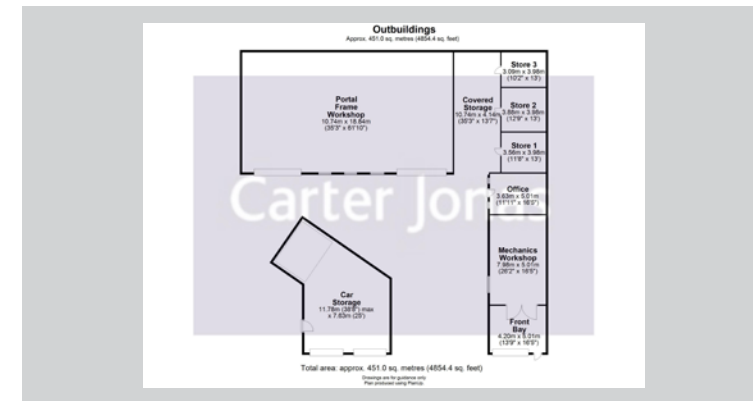 Outbuildings
Approx. 451.0 sq. metres (4854.4 sq. feet)
Portal
Frame
Workshop
10.74m x 18.84m
(35'3" x 61'10")
Covered
Storage
10.74m x 4.14m
(35'3" x 13'7")
Store 3
3.09m x 3.98m
(10'2" x 13')
Store 2
3.88m x 3.98m
(12'9" x 13')
Store 1
3.56m x 3.98m
(11'8" x 13')
Office
3.63m x 5.01m
(11'11" x 16'5")
Carter Jonas
Mechanics
Workshop
7.98m x 5.01m
(26'2" x 16'5")
Car
Storage
11.78m (38'8") max
x 7.63m (25')
Front
Bay
4.20m x 5.01m
(13'9" x 16'5")
Total area: approx. 451.0 sq. metres (4854.4 sq. feet)
Drawings are for guidance only
Plan produced using PlanUp.